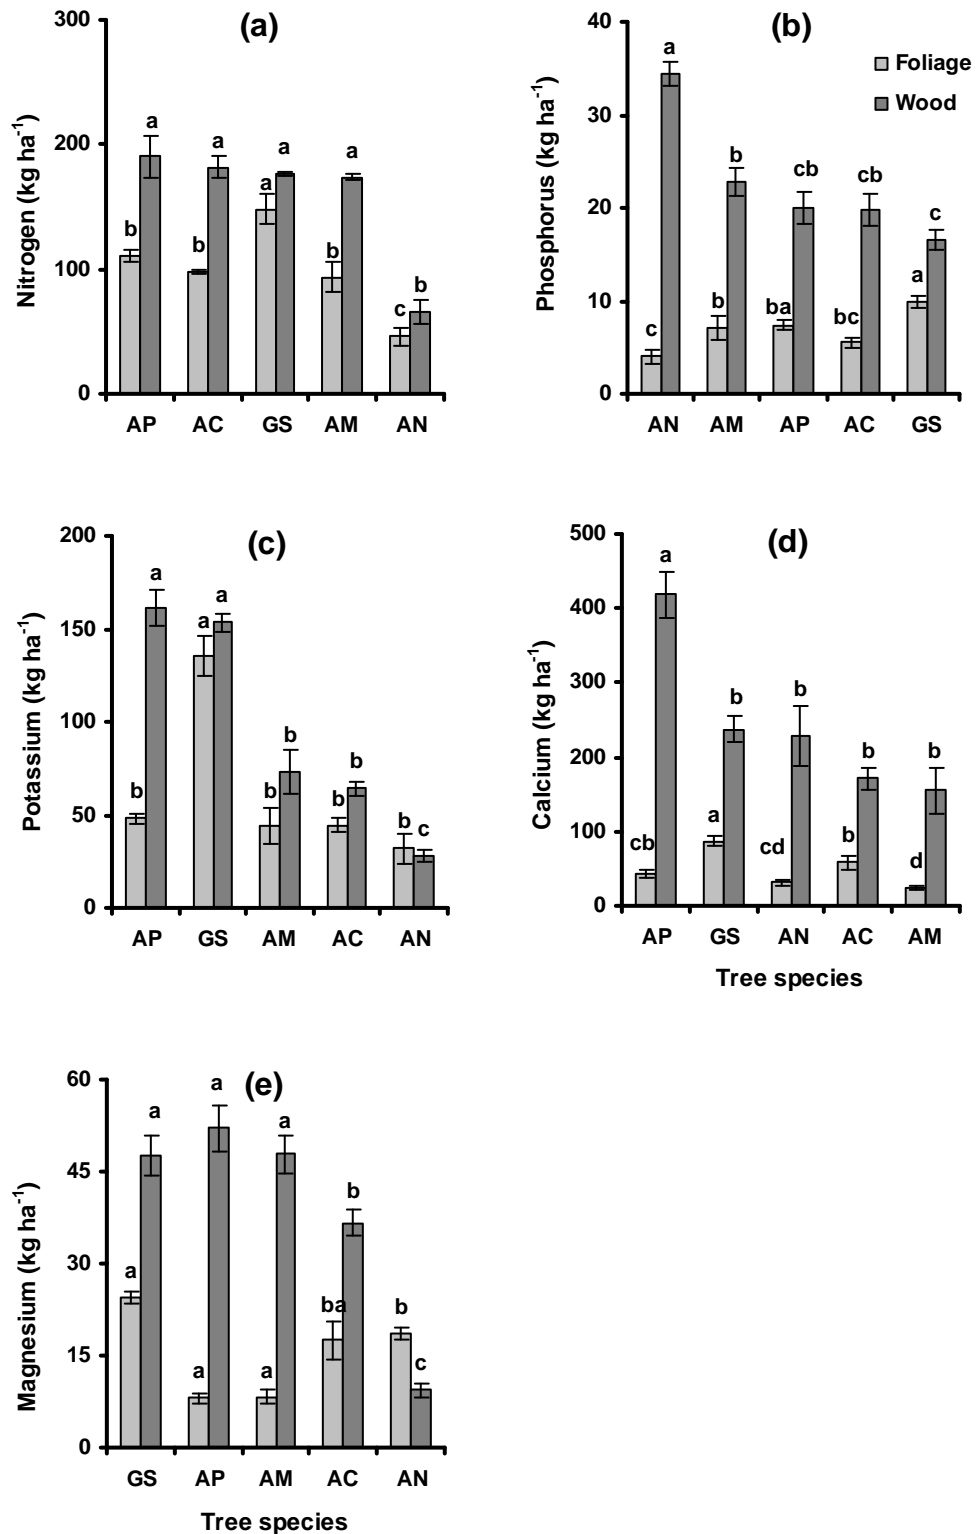 (a)
Nitrogen (kg ha⁻¹)
300
200
100
0
b a b a a a b a c b
AP AC GS AM AN
(b)
Foliage
Wood
Phosphorus (kg ha⁻¹)
40
30
20
10
0
c a b b ba cb bc cb a c
AN AM AP AC GS
(c)
Potassium (kg ha⁻¹)
200
150
100
50
0
b a a a b b b b b c
AP GS AM AC AN
(d)
Calcium (kg ha⁻¹)
500
400
300
200
100
0
cb a a b cd b b b d b
AP GS AN AC AM
Tree species
(e)
Magnesium (kg ha⁻¹)
60
45
30
15
0
a a a a a a ba b b c
GS AP AM AC AN
Tree species